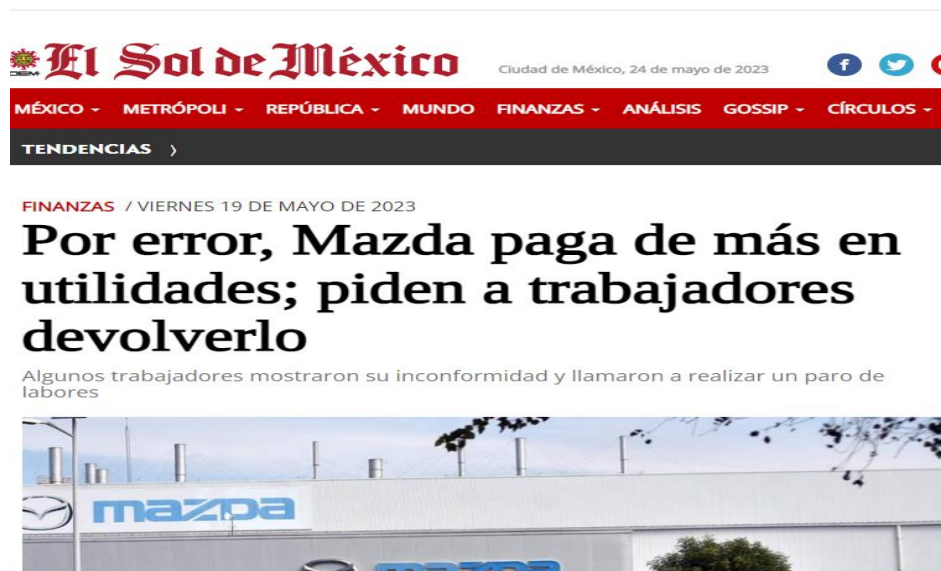 El Sol de México
Ciudad de México, 24 de mayo de 2023
MÉXICO METRÓPOLI REPÚBLICA MUNDO FINANZAS ANÁLISIS GOSSIP CÍRCULOS
TENDENCIAS
FINANZAS / VIERNES 19 DE MAYO DE 2023
Por error, Mazda paga de más en
utilidades; piden a trabajadores
devolverlo
Algunos trabajadores mostraron su inconformidad y llamaron a realizar un paro de
labores
mazda
mazda